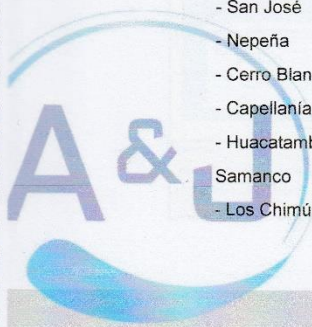 - San José
- Nepeña
- Cerro Blan
- Capellanía
- Huacatamb
Samanco
- Los Chimú
A & J